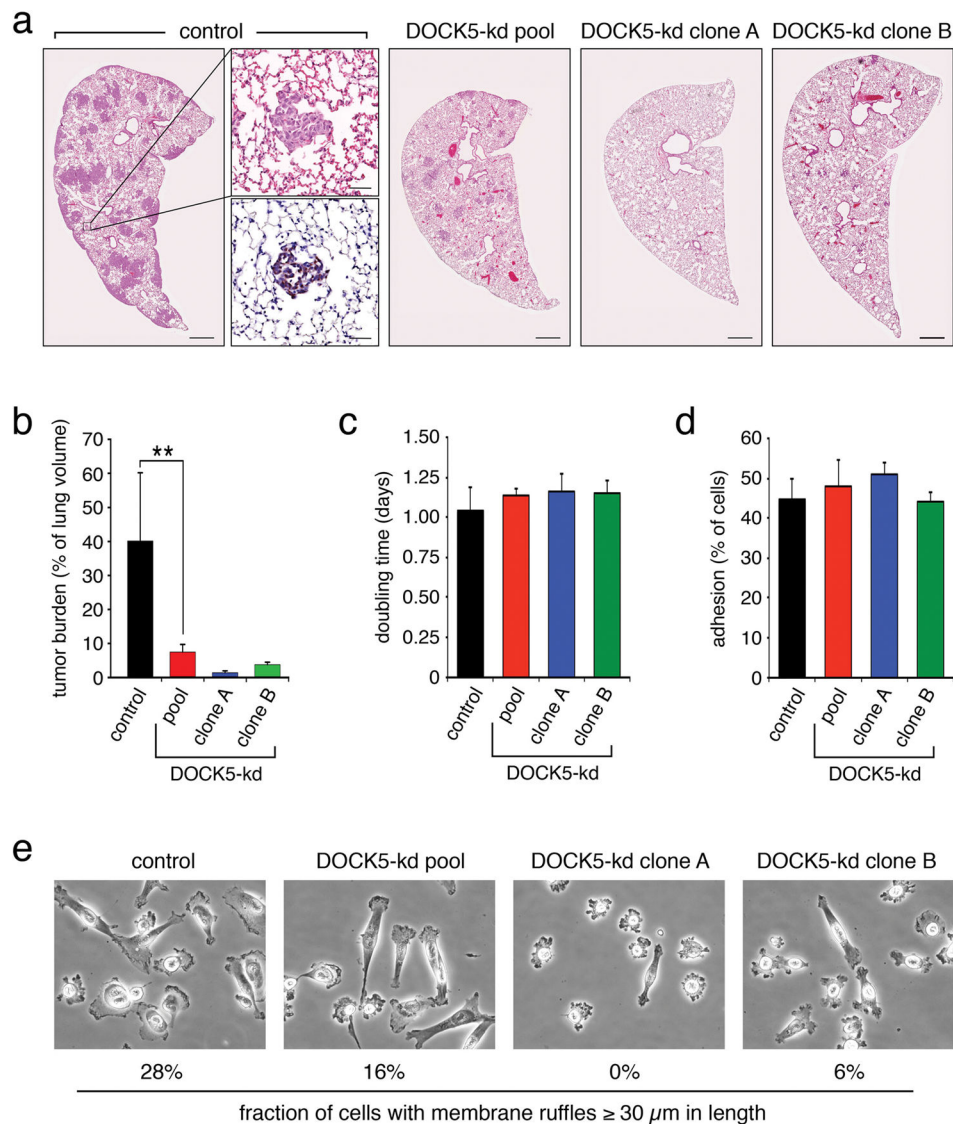 a
control
DOCK5-kd pool
DOCK5-kd clone A
DOCK5-kd clone B
b
tumor burden (% of lung volume)
70
60
50
40
30
20
10
0
**
control
pool
clone A
clone B
DOCK5-kd
c
doubling time (days)
1.50
1.25
1.00
0.75
0.50
0.25
0
control
pool
clone A
clone B
DOCK5-kd
d
adhesion (% of cells)
60
50
40
30
20
10
0
control
pool
clone A
clone B
DOCK5-kd
e
control
DOCK5-kd pool
DOCK5-kd clone A
DOCK5-kd clone B
28%
16%
0%
6%
fraction of cells with membrane ruffles ≥ 30 µm in length